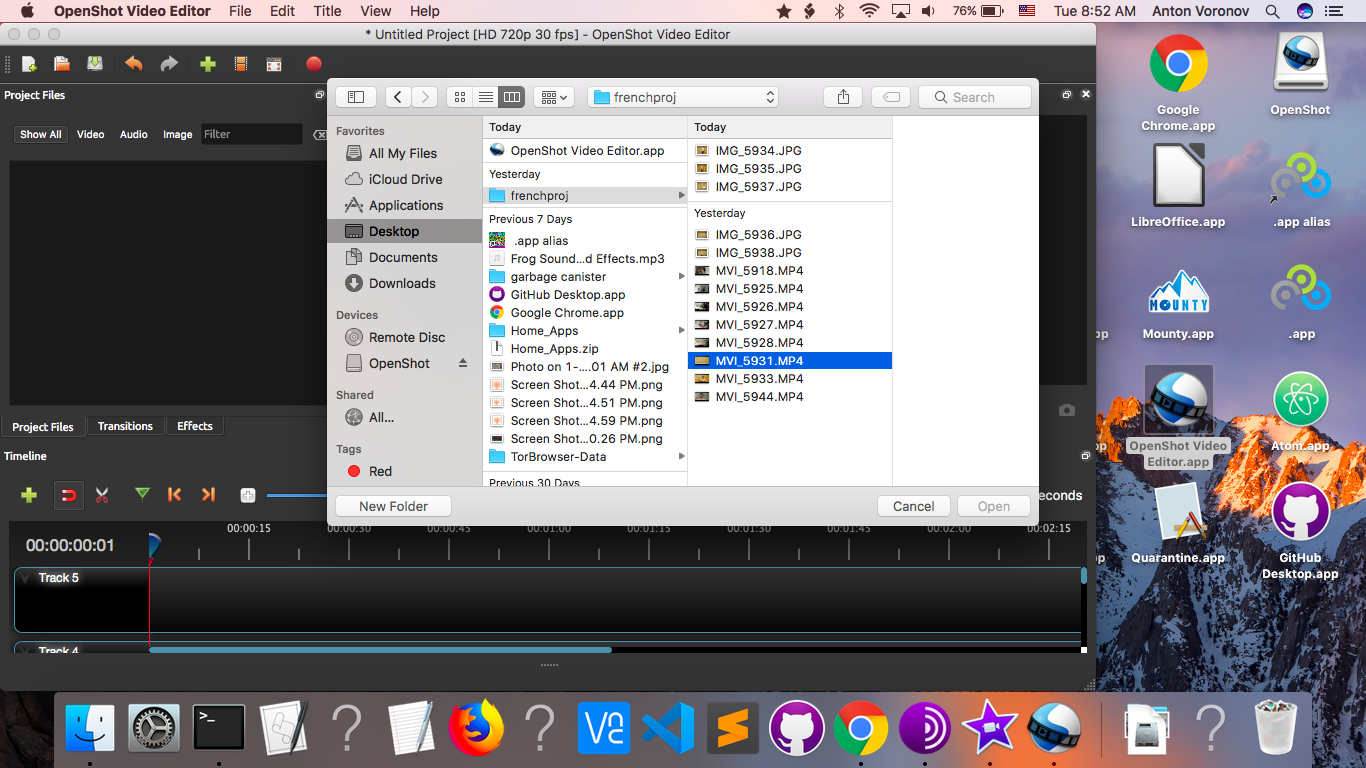 OpenShot Video Editor File Edit Title View Help 76% Tue 8:52 AM Anton Voronov
* Untitled Project [HD 720p 30 fps] - OpenShot Video Editor
Project Files
Show All Video Audio Image Filter
frenchproj
Search
Favorites
All My Files
iCloud Drive
Applications
Desktop
Documents
Downloads
Devices
Remote Disc
OpenShot
Shared
All...
Tags
Red
Today
OpenShot Video Editor.app
Yesterday
frenchproj
Previous 7 Days
.app alias
Frog Sound...d Effects.mp3
garbage canister
GitHub Desktop.app
Google Chrome.app
Home_Apps
Home_Apps.zip
Photo on 1-....01 AM #2.jpg
Screen Shot...4.44 PM.png
Screen Shot...4.51 PM.png
Screen Shot...4.59 PM.png
Screen Shot...0.26 PM.png
TorBrowser-Data
Previous 30 Days
Today
IMG_5934.JPG
IMG_5935.JPG
IMG_5937.JPG
Yesterday
IMG_5936.JPG
IMG_5938.JPG
MVI_5918.MP4
MVI_5925.MP4
MVI_5926.MP4
MVI_5927.MP4
MVI_5928.MP4
MVI_5931.MP4
MVI_5933.MP4
MVI_5944.MP4
New Folder Cancel Open
Project Files Transitions Effects
Timeline
econds
00:00:15 00:00:30 00:00:45 00:01:00 00:01:15 00:01:30 00:01:45 00:02:00 00:02:15
00:00:00:01
Track 5
Track 4
Google
Chrome.app
OpenShot
LibreOffice.app
.app alias
pp
Mounty.app
.app
MOUNTY
pp
OpenShot Video
Editor.app
Atom.app
pp
Quarantine.app
GitHub
Desktop.app